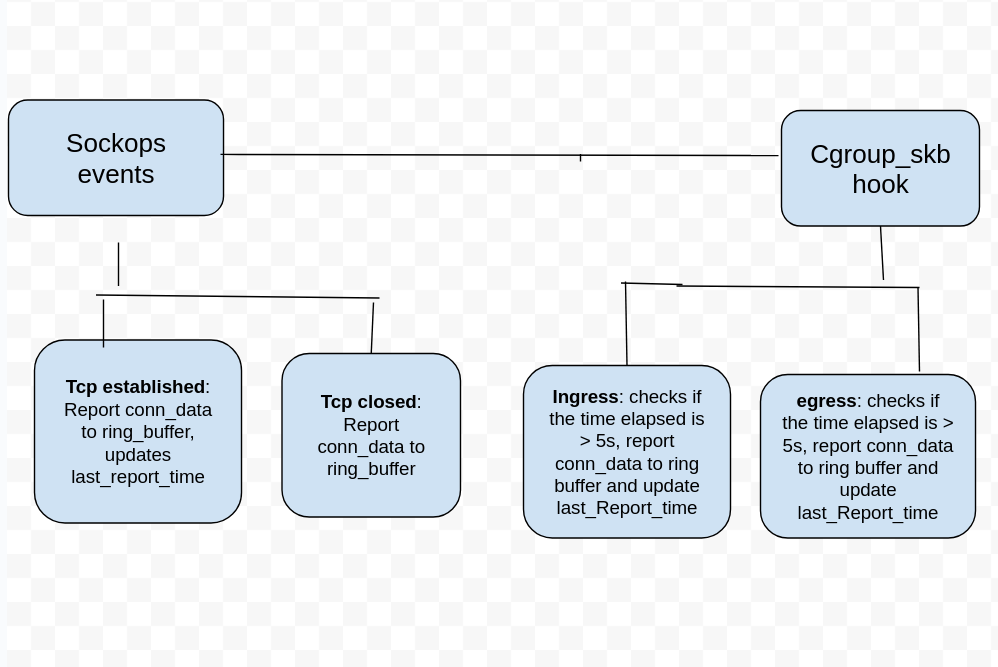 Sockops
events
Cgroup_skb
hook
Tcp established:
Report conn_data
to ring_buffer,
updates
last_report_time
Tcp closed:
Report
conn_data to
ring_buffer
Ingress: checks if
the time elapsed is
> 5s, report
conn_data to ring
buffer and update
last_Report_time
egress: checks if
the time elapsed is >
5s, report conn_data
to ring buffer and
update
last_Report_time